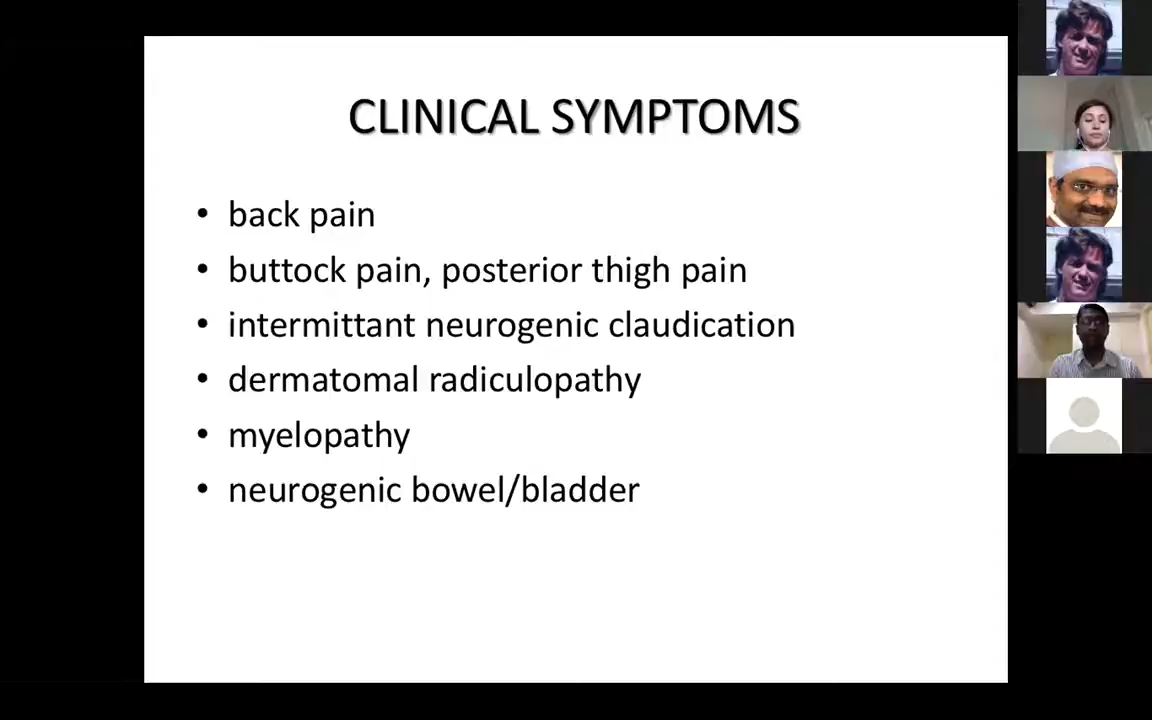 CLINICAL SYMPTOMS
• back pain
• buttock pain, posterior thigh pain
• intermittant neurogenic claudication
• dermatomal radiculopathy
• myelopathy
• neurogenic bowel/bladder